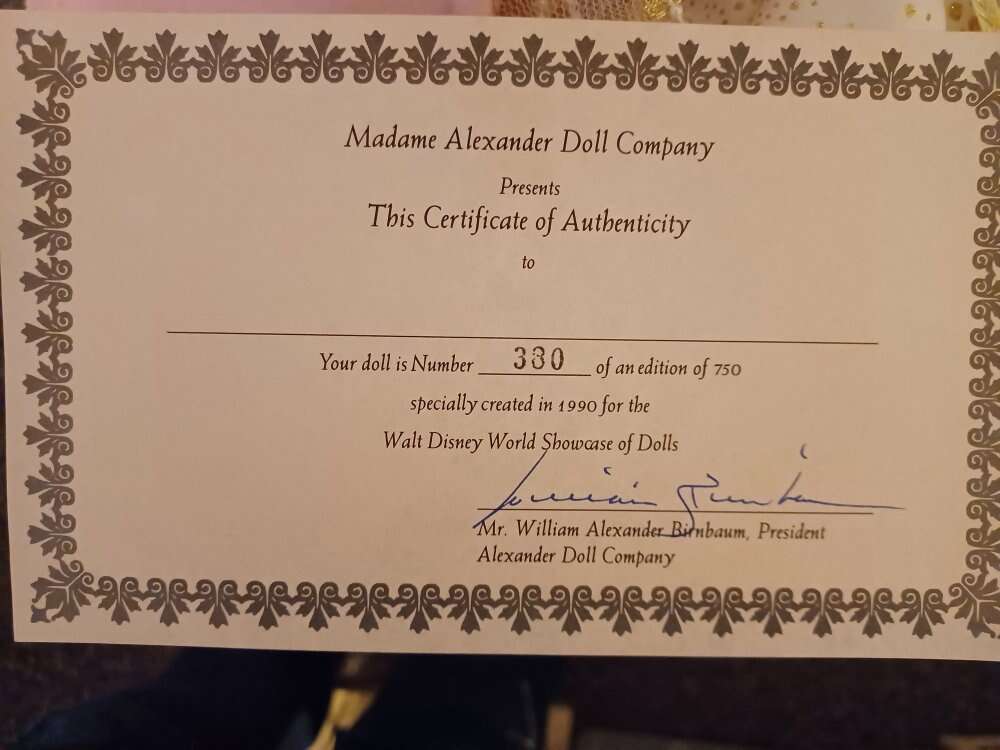 Madame Alexander Doll Company
Presents
This Certificate of Authenticity
to
Your doll is Number 330 of an edition of 750
specially created in 1990 for the
Walt Disney World Showcase of Dolls
William Birnbaum
Mr. William Alexander Birnbaum, President
Alexander Doll Company